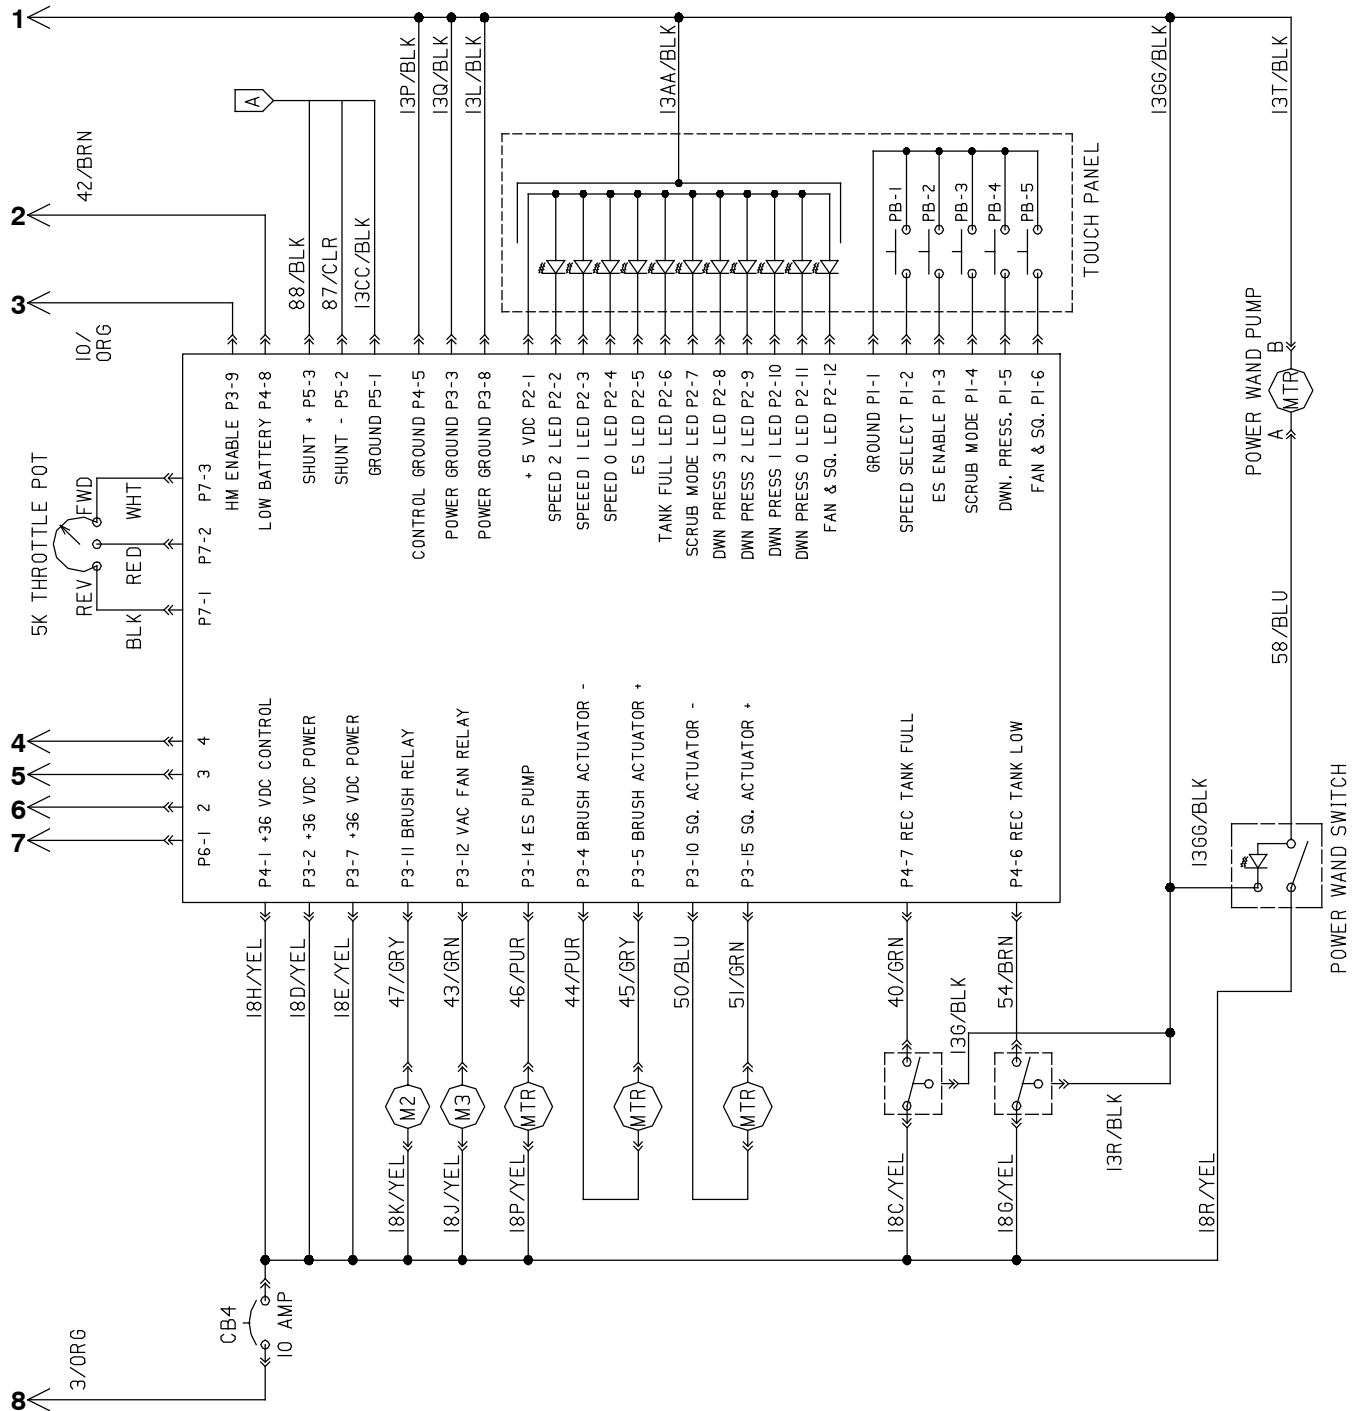 1
2
3
4
5
6
7
8
42/BRN
10/
ORG
A
88/BLK
87/CLR
13CC/BLK
13P/BLK
13Q/BLK
13L/BLK
13AA/BLK
13GG/BLK
13T/BLK
TOUCH PANEL
PB-1
PB-2
PB-3
PB-4
PB-5
POWER WAND PUMP
B
MTR
A
58/BLU
5K THROTTLE POT
FWD
REV
WHT
RED
BLK
P7-3
P7-2
P7-1
HM ENABLE P3-9
LOW BATTERY P4-8
SHUNT + P5-3
SHUNT - P5-2
GROUND P5-1
CONTROL GROUND P4-5
POWER GROUND P3-3
POWER GROUND P3-8
+ 5 VDC P2-1
SPEED 2 LED P2-2
SPEEED 1 LED P2-3
SPEED 0 LED P2-4
ES LED P2-5
TANK FULL LED P2-6
SCRUB MODE LED P2-7
DWN PRESS 3 LED P2-8
DWN PRESS 2 LED P2-9
DWN PRESS 1 LED P2-10
DWN PRESS 0 LED P2-11
FAN & SQ. LED P2-12
GROUND P1-1
SPEED SELECT P1-2
ES ENABLE P1-3
SCRUB MODE P1-4
DWN. PRESS. P1-5
FAN & SQ. P1-6
4
3
2
P6-1
P4-1 +36 VDC CONTROL
P3-2 +36 VDC POWER
P3-7 +36 VDC POWER
P3-11 BRUSH RELAY
P3-12 VAC FAN RELAY
P3-14 ES PUMP
P3-4 BRUSH ACTUATOR -
P3-5 BRUSH ACTUATOR +
P3-10 SQ. ACTUATOR -
P3-15 SQ. ACTUATOR +
P4-7 REC TANK FULL
P4-6 REC TANK LOW
13GG/BLK
POWER WAND SWITCH
18H/YEL
18D/YEL
18E/YEL
47/GRY
43/GRN
46/PUR
44/PUR
45/GRY
50/BLU
51/GRN
40/GRN
13G/BLK
54/BRN
M2
M3
MTR
MTR
MTR
18K/YEL
18J/YEL
18P/YEL
18C/YEL
18G/YEL
13R/BLK
18R/YEL
CB4
10 AMP
3/ORG